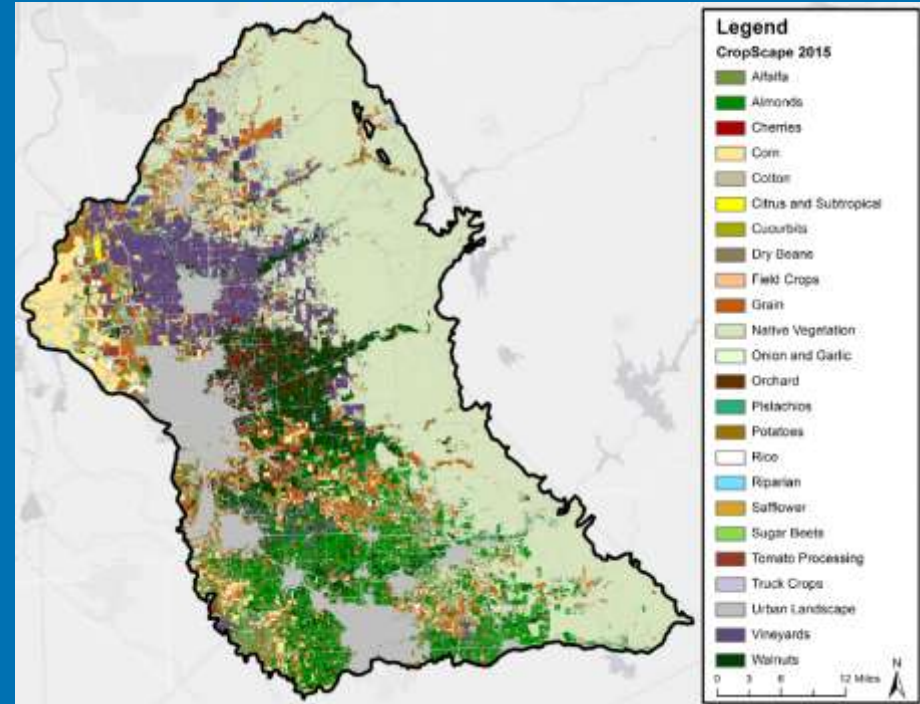 Legend
CropScape 2015
Alfalfa
Almonds
Cherries
Corn
Cotton
Citrus and Subtropical
Cucurbits
Dry Beans
Field Crops
Grain
Native Vegetation
Onion and Garlic
Orchard
Pistachios
Potatoes
Rice
Riparian
Safflower
Sugar Beets
Tomato Processing
Truck Crops
Urban Landscape
Vineyards
Walnuts
N
0 3 6 12 Miles